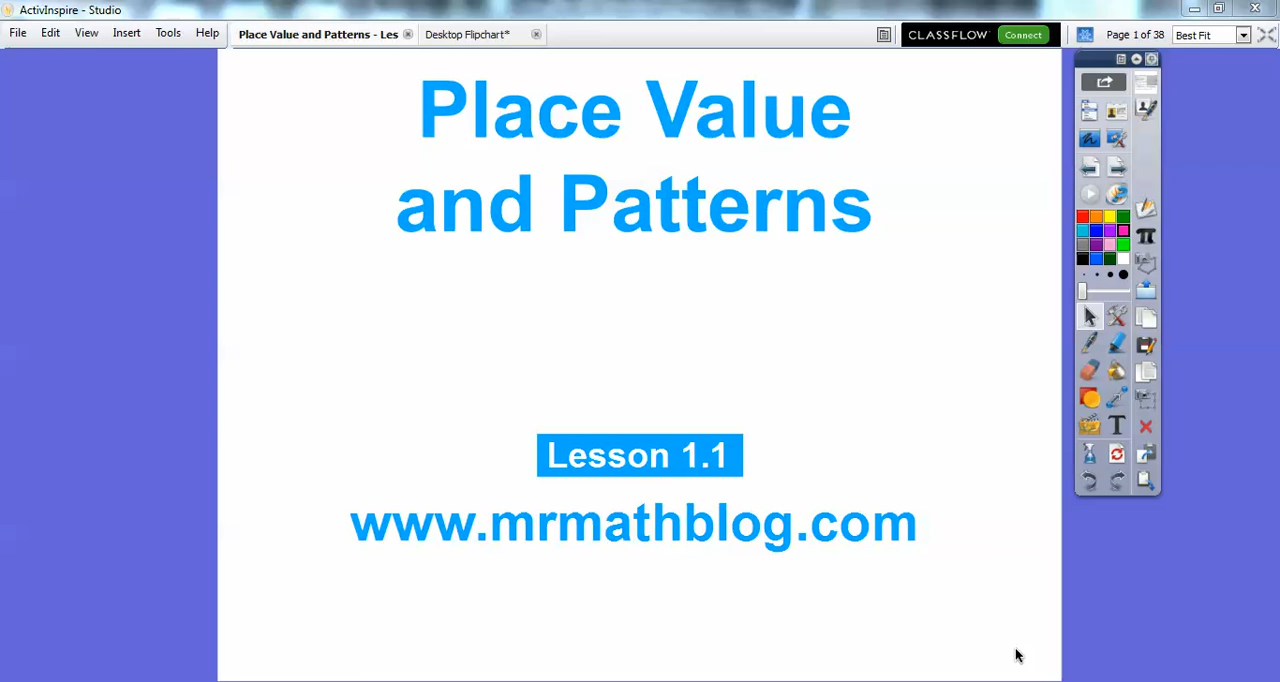 ActivInspire - Studio
File Edit View Insert Tools Help Place Value and Patterns - Les Desktop Flipchart* CLASSFLOW Connect Page 1 of 38 Best Fit
Place Value
and Patterns
Lesson 1.1
www.mrmathblog.com